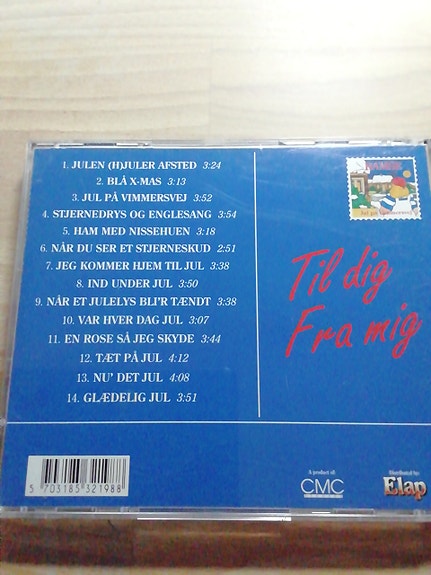 1. JULEN (H)JULER AFSTED 3:24
2. BLÅ X-MAS 3:13
3. JUL PÅ VIMMERSVEJ 3:52
4. STJERNEDRYS OG ENGLESANG 3:54
5. HAM MED NISSEHUEN 3:18
6. NÅR DU SER ET STJERNESKUD 2:51
7. JEG KOMMER HJEM TIL JUL 3:38
8. IND UNDER JUL 3:50
9. NÅR ET JULELYS BLI'R TÆNDT 3:38
10. VAR HVER DAG JUL 3:07
11. EN ROSE SÅ JEG SKYDE 3:44
12. TÆT PÅ JUL 4:12
13. NU' DET JUL 4:08
14. GLÆDELIG JUL 3:51
Jul på Vimmersvej
Til dig
Fra mig
5 703185 321988
A product of:
CMC
RECORDS
Distributed by:
Elap